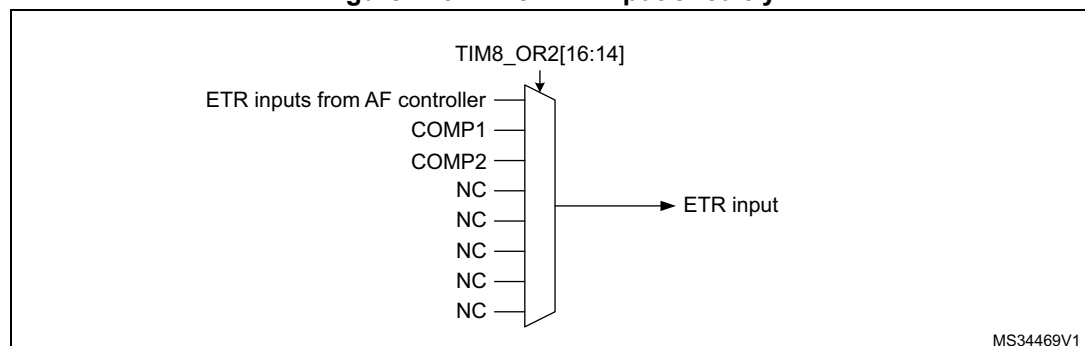 TIM8_OR2[16:14]
ETR inputs from AF controller
COMP1
COMP2
NC
NC
NC
NC
NC
ETR input
MS34469V1